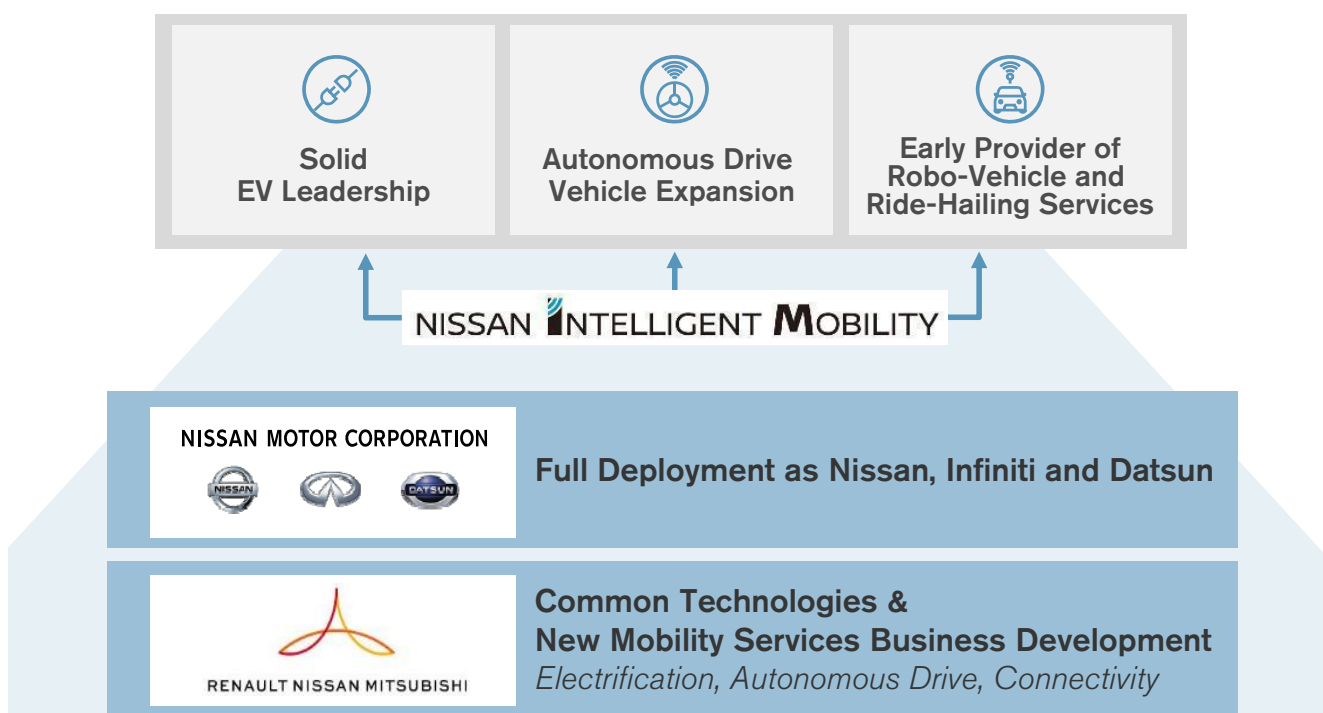 Solid
EV Leadership
Autonomous Drive
Vehicle Expansion
Early Provider of
Robo-Vehicle and
Ride-Hailing Services
NISSAN INTELLIGENT MOBILITY
NISSAN MOTOR CORPORATION
NISSAN
DATSUN
Full Deployment as Nissan, Infiniti and Datsun
RENAULT NISSAN MITSUBISHI
Common Technologies &
New Mobility Services Business Development
Electrification, Autonomous Drive, Connectivity